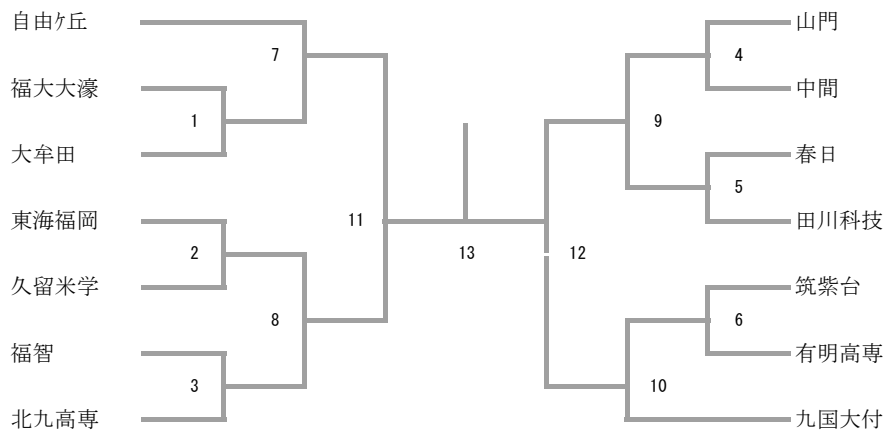 自由ケ丘
福大大濠
大牟田
東海福岡
久留米学
福智
北九高専
7
1
2
8
3
11
13
12
9
4
5
6
10
山門
中間
春日
田川科技
筑紫台
有明高専
九国大付